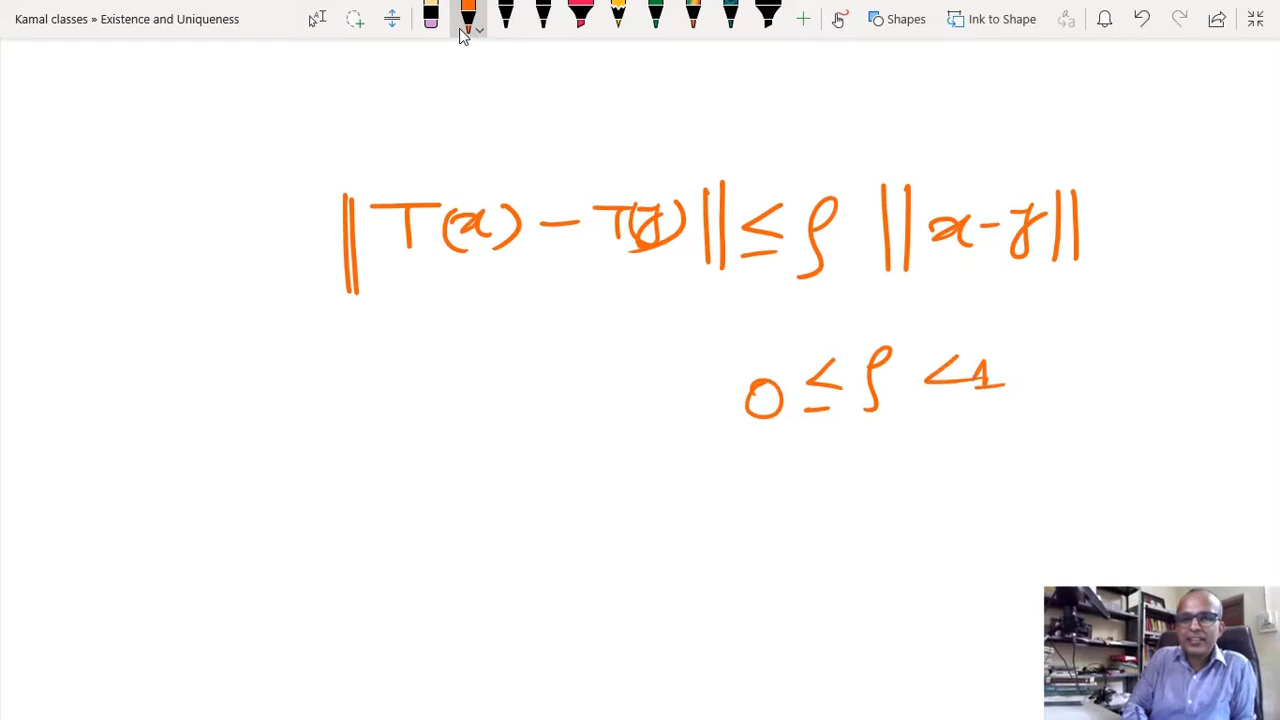 Kamal classes » Existence and Uniqueness
Shapes
Ink to Shape
||T(x) - T(y)|| ≤ ρ ||x-y||
0 ≤ ρ < 1